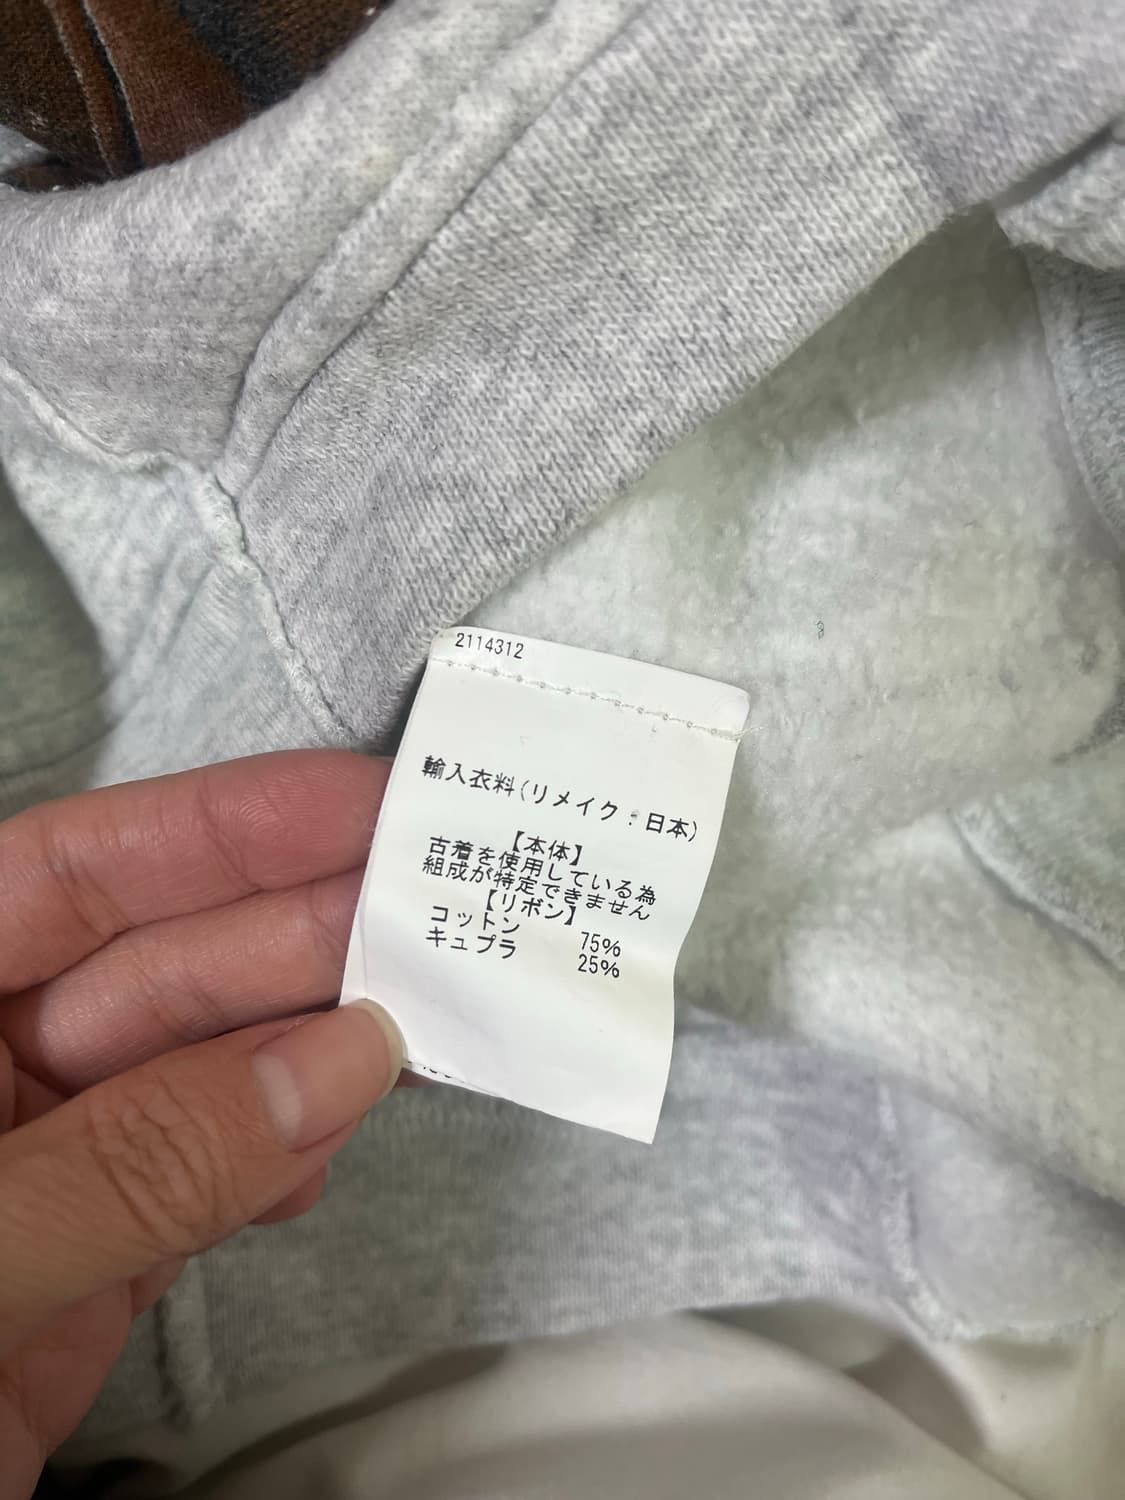 2114312
輸入衣料(リメイク:日本)
【本体】
古着を使用している為
組成が特定できません
【リボン】
コットン 75%
キュプラ 25%